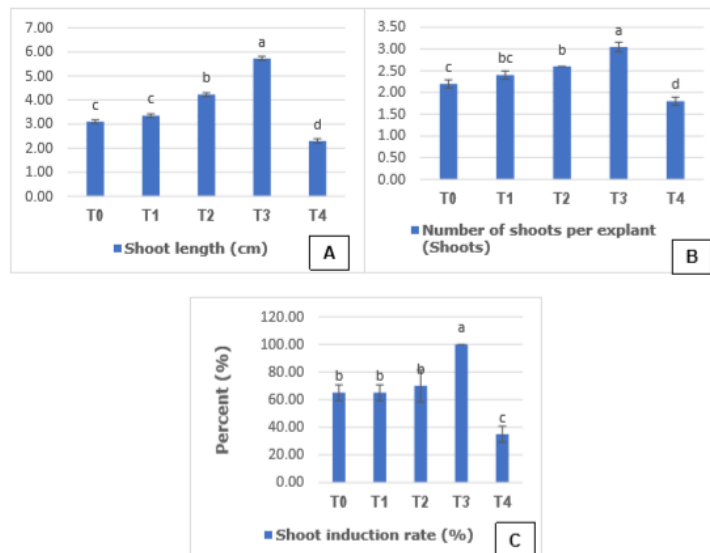 7.00
6.00
5.00
4.00
3.00
2.00
1.00
0.00
c
c
b
a
d
T0
T1
T2
T3
T4
Shoot length (cm)
A
3.50
3.00
2.50
2.00
1.50
1.00
0.50
0.00
c
bc
b
a
d
T0
T1
T2
T3
T4
Number of shoots per explant
(Shoots)
B
Percent (%)
120.00
100.00
80.00
60.00
40.00
20.00
0.00
b
b
b
a
c
T0
T1
T2
T3
T4
Shoot induction rate (%)
C